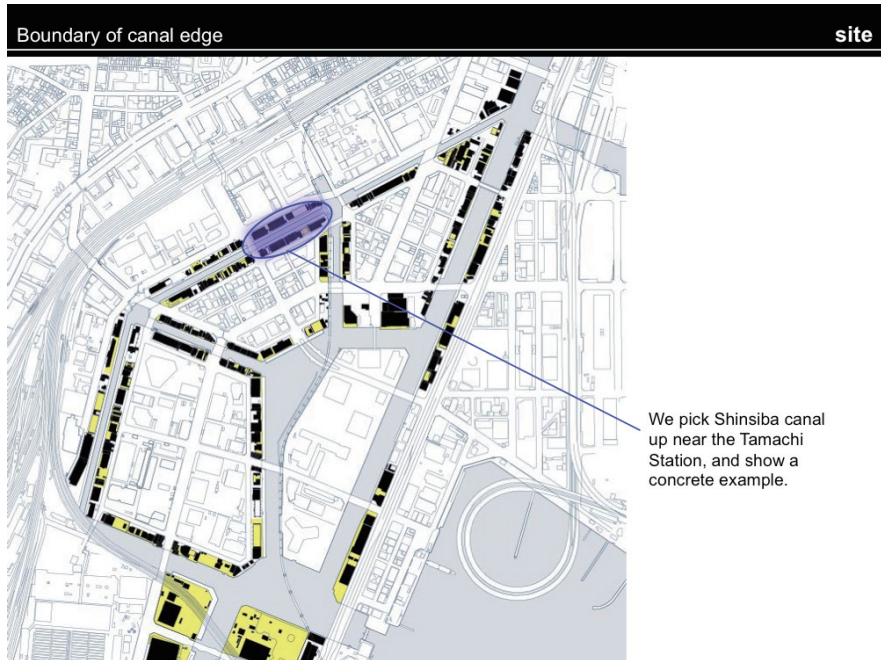 Boundary of canal edge
site
We pick Shinsiba canal
up near the Tamachi
Station, and show a
concrete example.